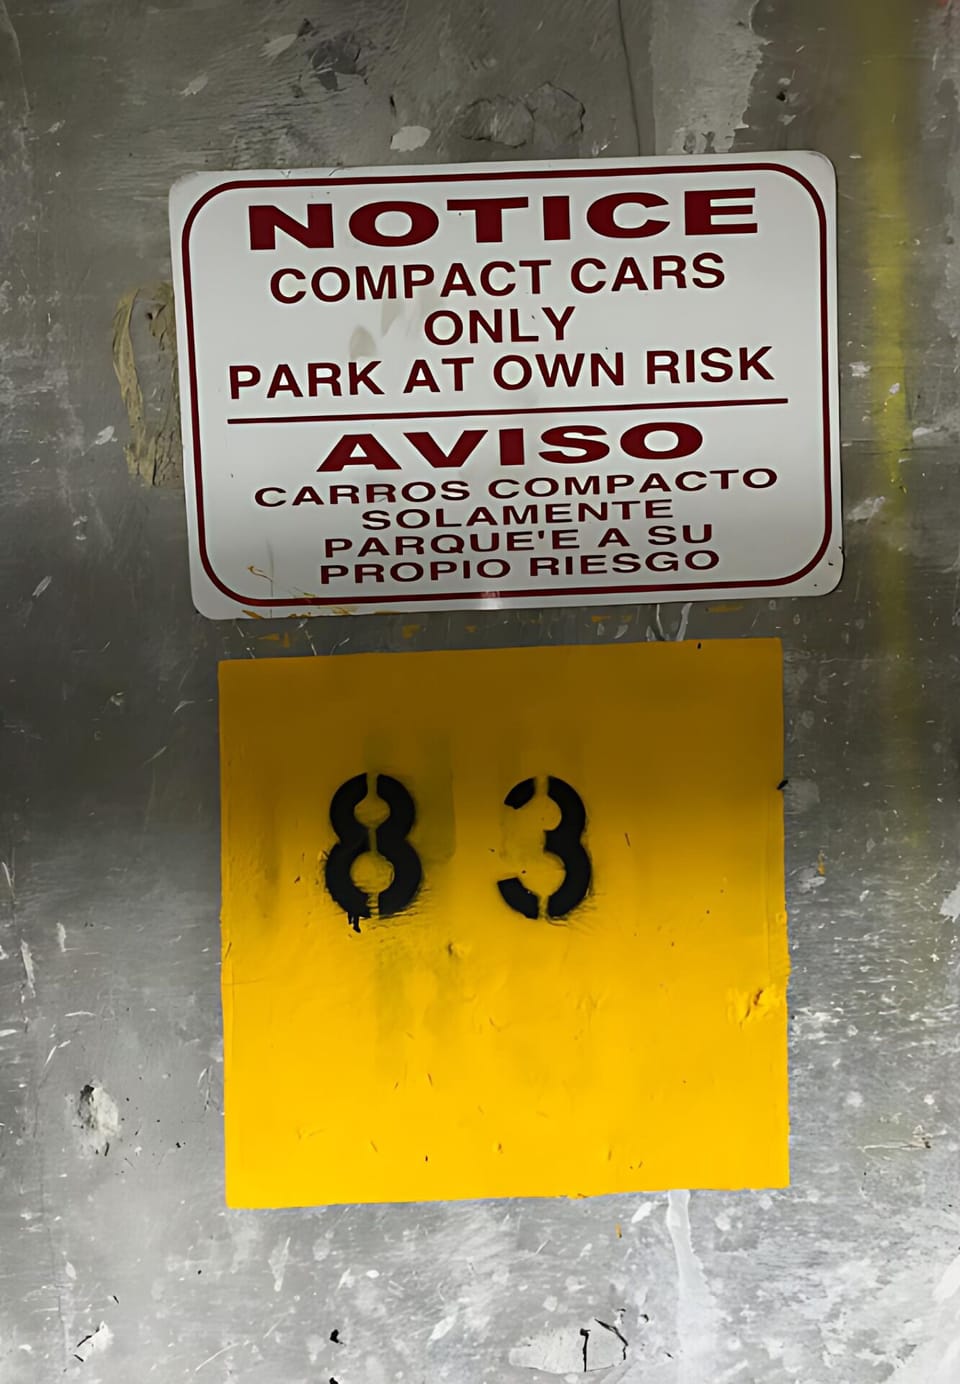 NOTICE
COMPACT CARS
ONLY
PARK AT OWN RISK
AVISO
CARROS COMPACTO
SOLAMENTE
PARQUE'E A SU
PROPIO RIESGO
83